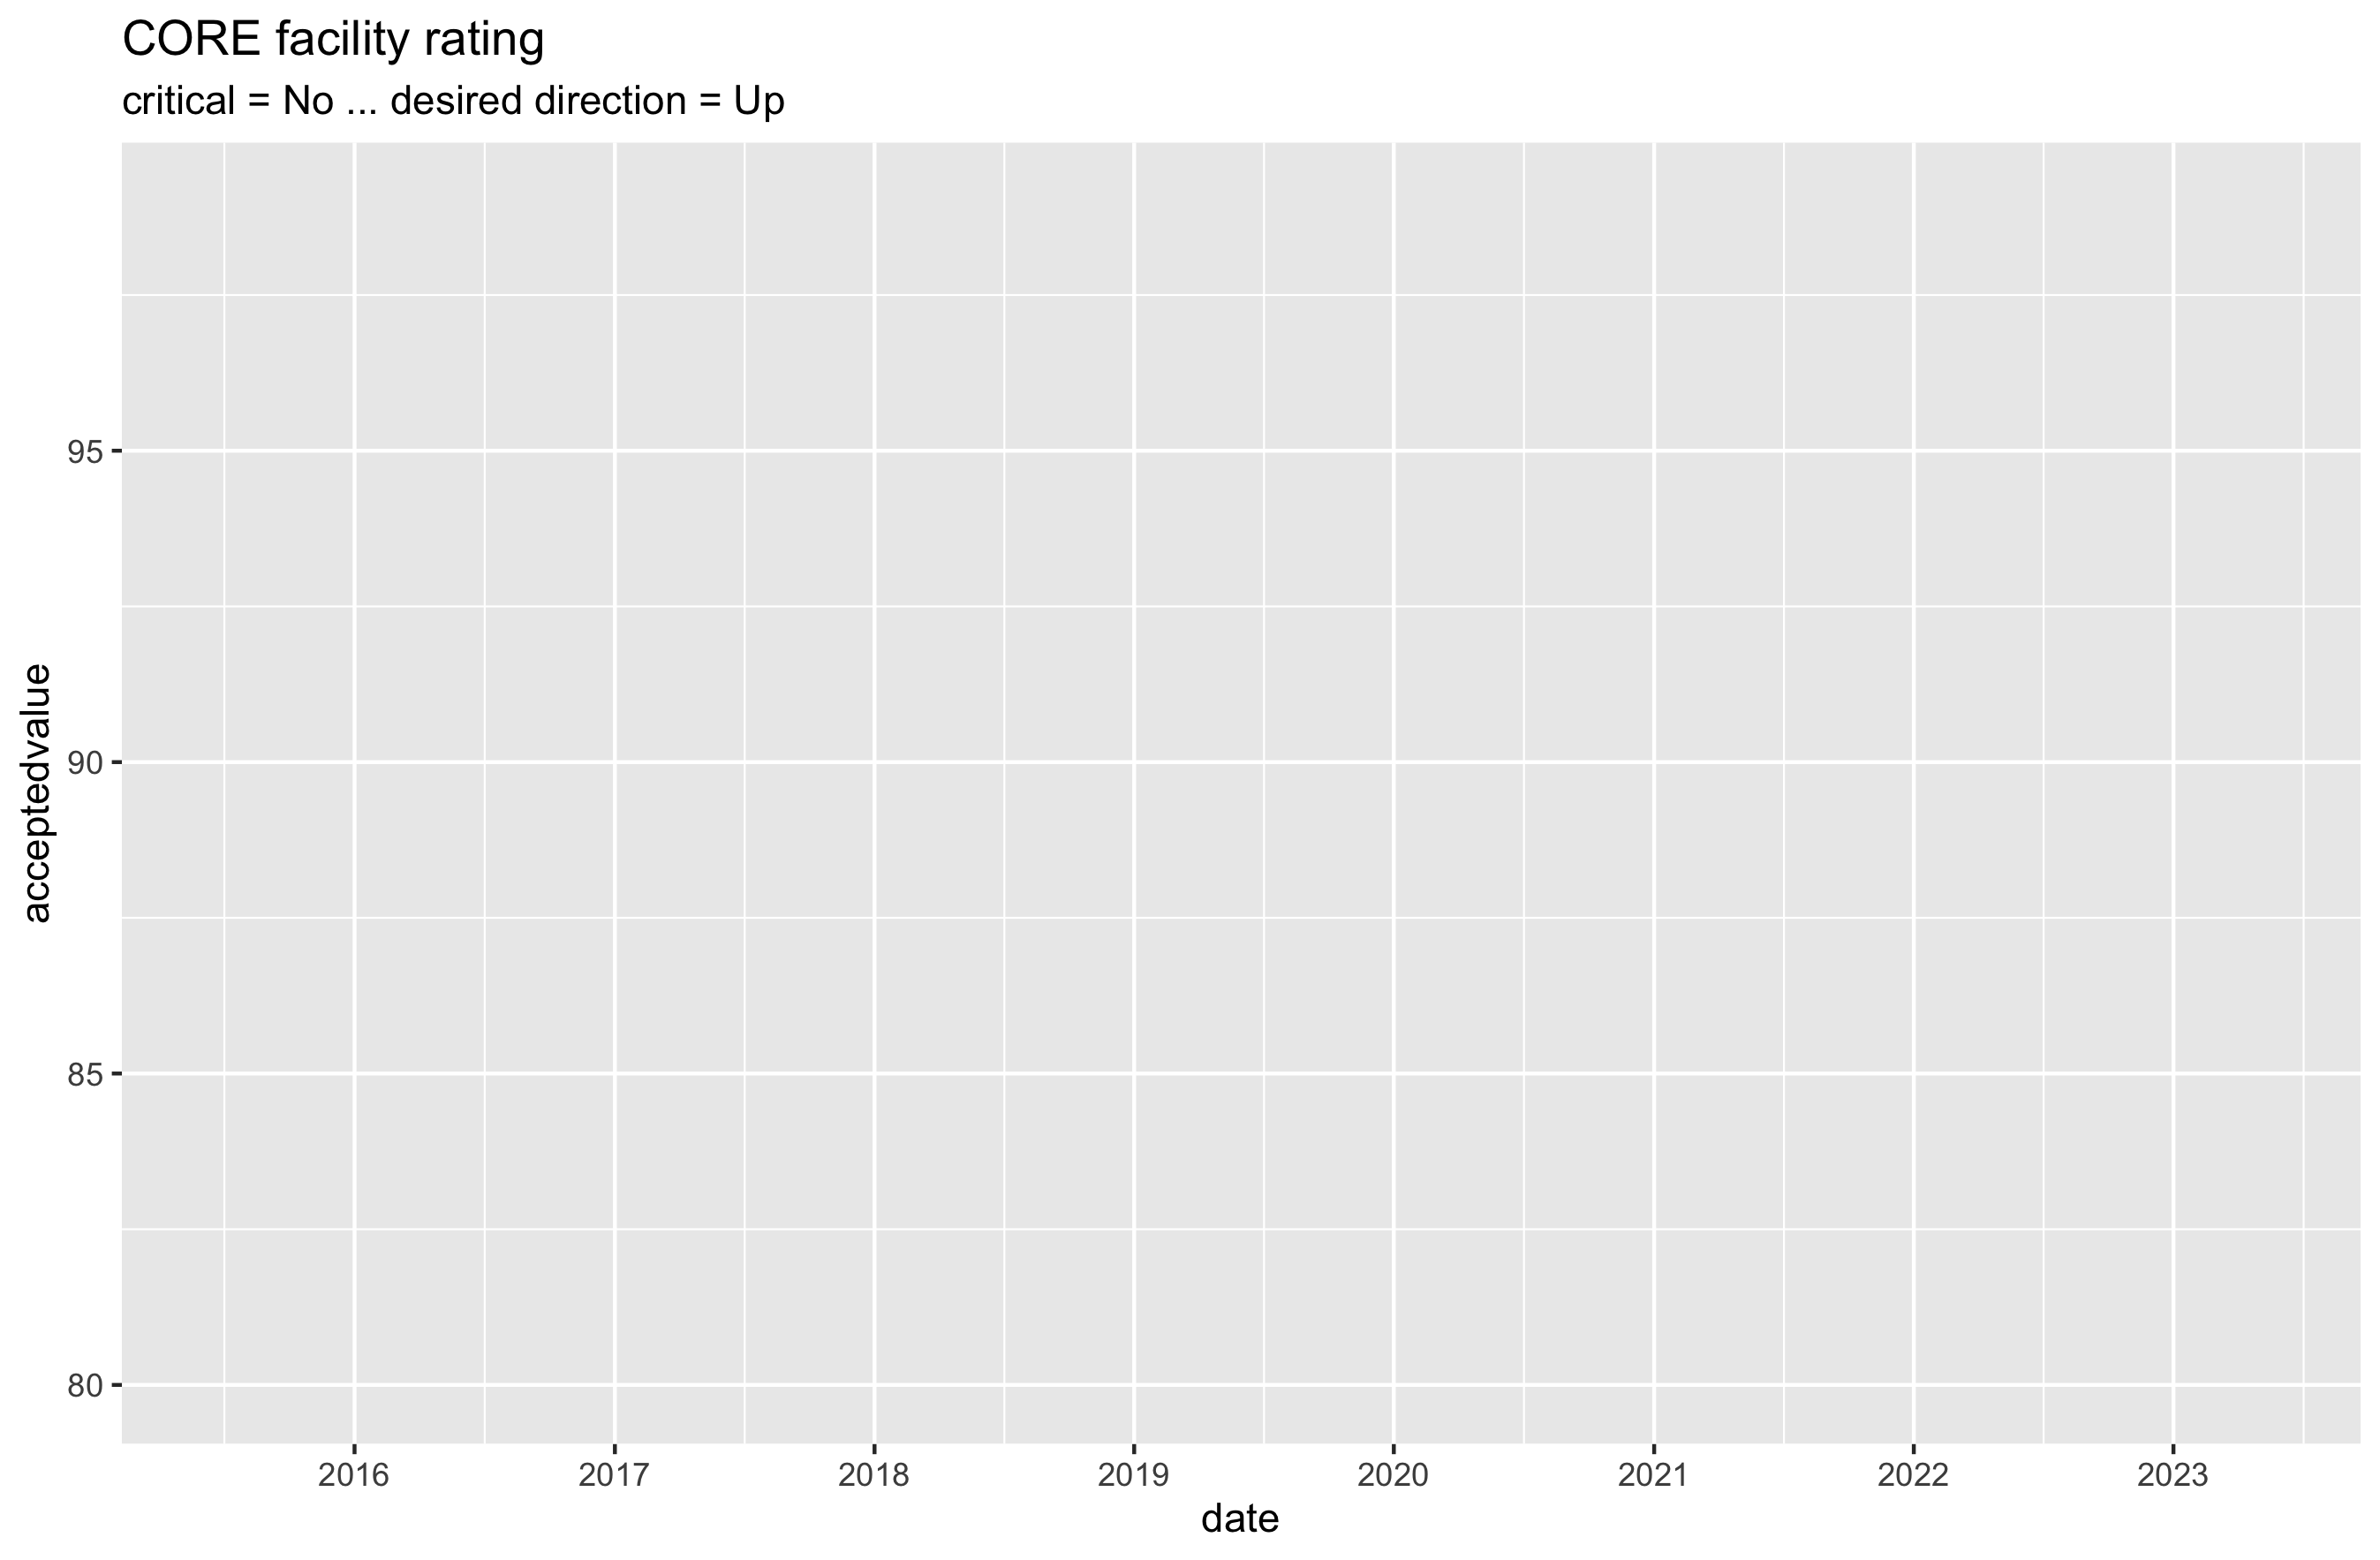 CORE facility rating
critical = No ... desired direction = Up
acceptedvalue
95
90
85
80
2016 2017 2018 2019 2020 2021 2022 2023
date